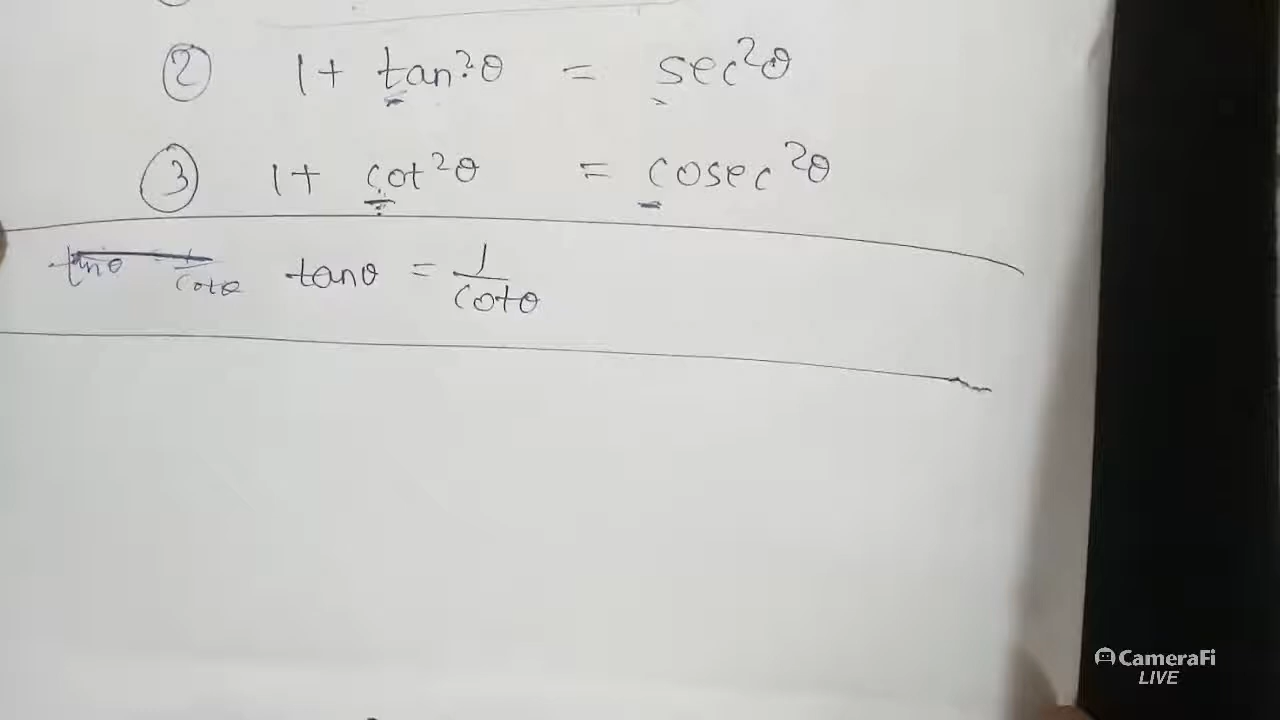 ② 1 + tan²θ = sec²θ
③ 1 + cot²θ = cosec²θ
tanθ cotθ tanθ = 1/cotθ
CameraFi
LIVE